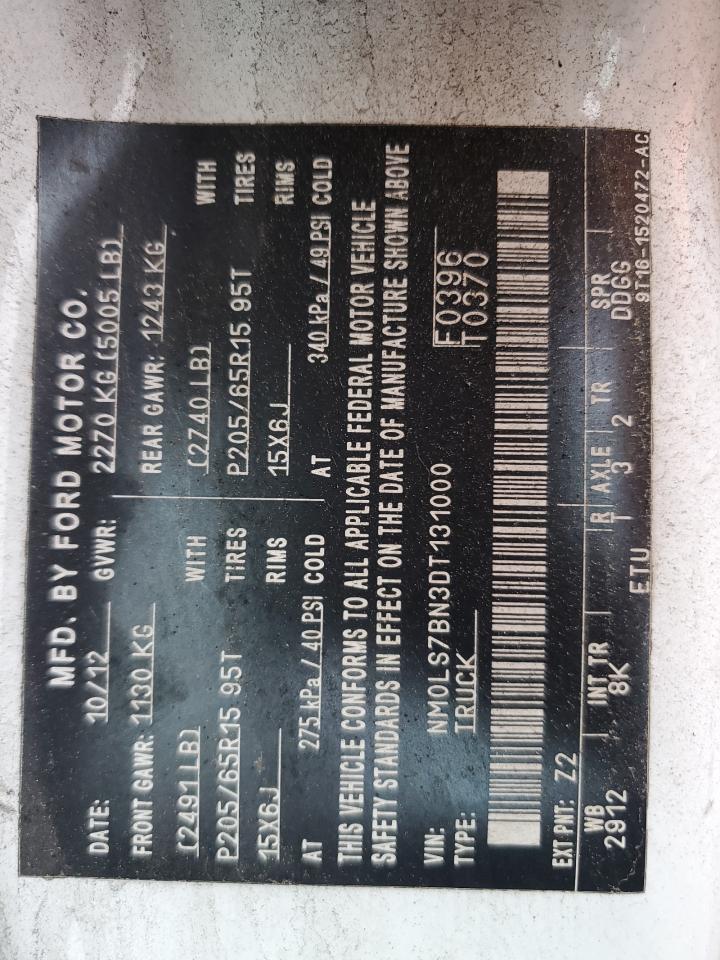 MFD. BY FORD MOTOR CO.
DATE: 10/12 GVWR: 2270 KG (5005 LB)
FRONT GAWR: 1130 KG REAR GAWR: 1243 KG
(2491LB) WITH (2740 LB) WITH
P205/65R15 95T TIRES P205/65R15 95T TIRES
15X6J RIMS 15X6J RIMS
AT 275 kPa / 40 PSI COLD AT 340 kPa / 49 PSI COLD
THIS VEHICLE CONFORMS TO ALL APPLICABLE FEDERAL MOTOR VEHICLE
SAFETY STANDARDS IN EFFECT ON THE DATE OF MANUFACTURE SHOWN ABOVE
VIN: NM0LS7BN3DT131000 F0396
TYPE: TRUCK T0370
EXT PNT: Z2
WB INT TR R AXLE TR SPR
2912 8K 1 3 2 DDGG
ETU 9T16-1520472-AC